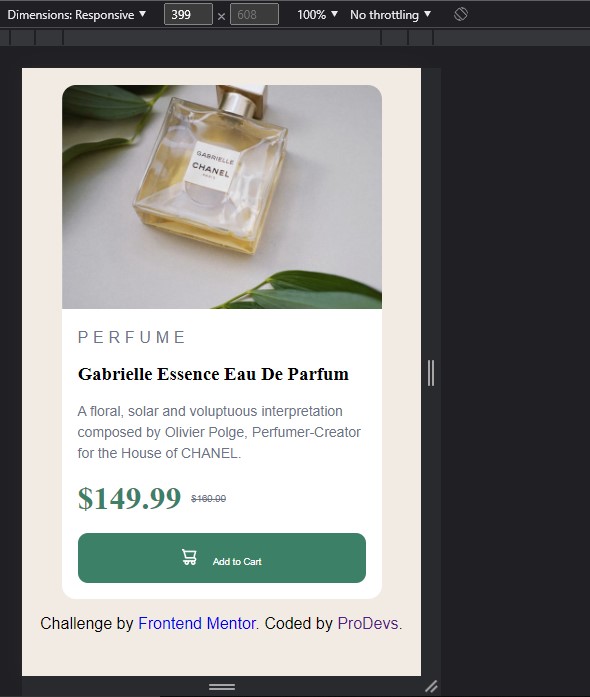 Dimensions: Responsive ▼ 399 × 608 100% ▼ No throttling ▼
GABRIELLE
CHANEL
PARIS
PERFUME
Gabrielle Essence Eau De Parfum
A floral, solar and voluptuous interpretation
composed by Olivier Polge, Perfumer-Creator
for the House of CHANEL.
$149.99 $169.99
Add to Cart
Challenge by Frontend Mentor. Coded by ProDevs.